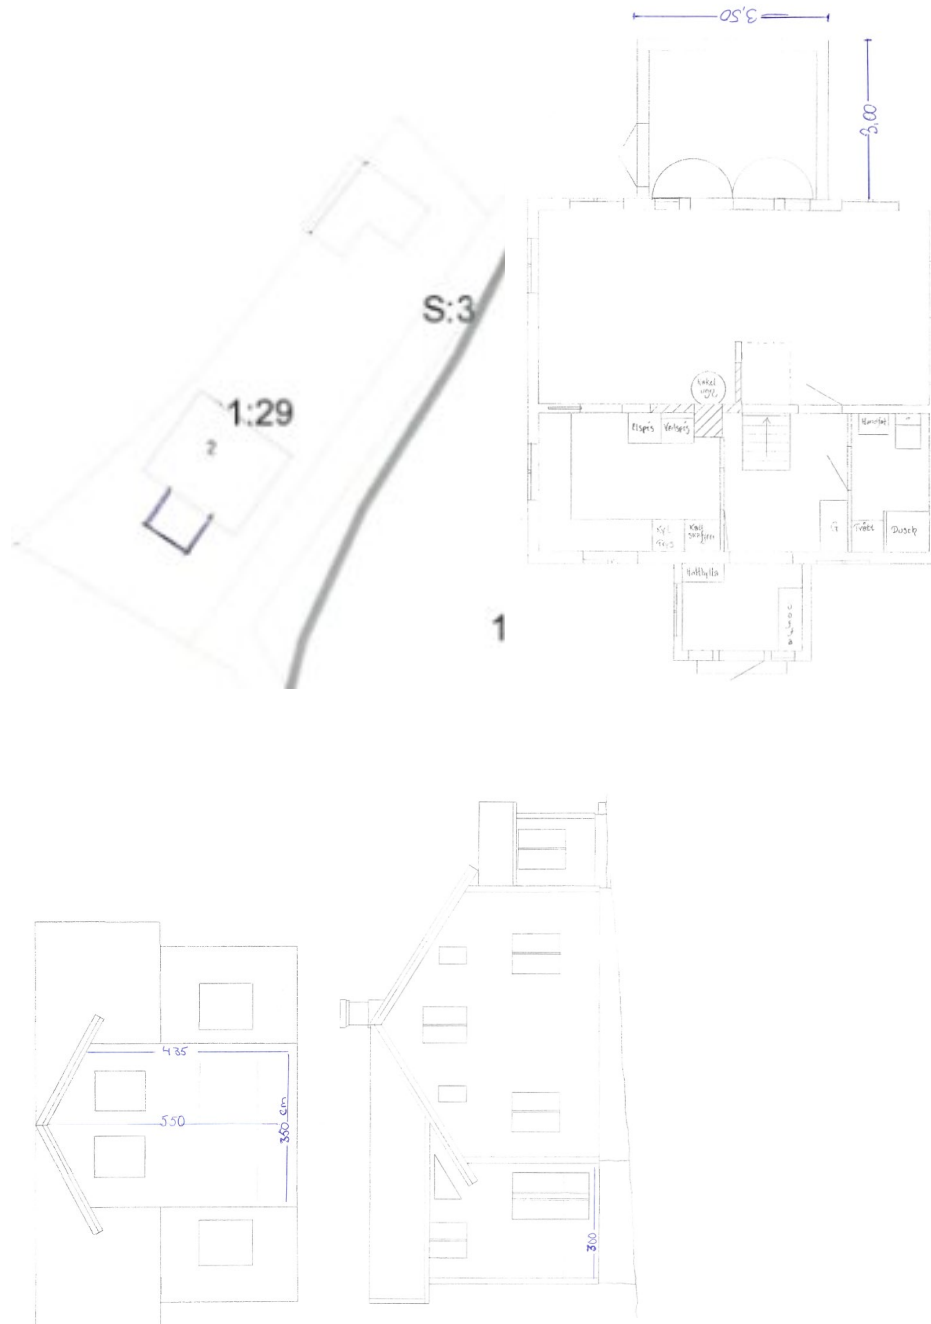 3,50
3,00
S:3
1:29
2
1
Kakel
ugn
Elspis
Vedspis
Kyl
Frys
Kall
skafferi
G
Tvätt
Dusch
Hatthylla
435
550
350 cm
300